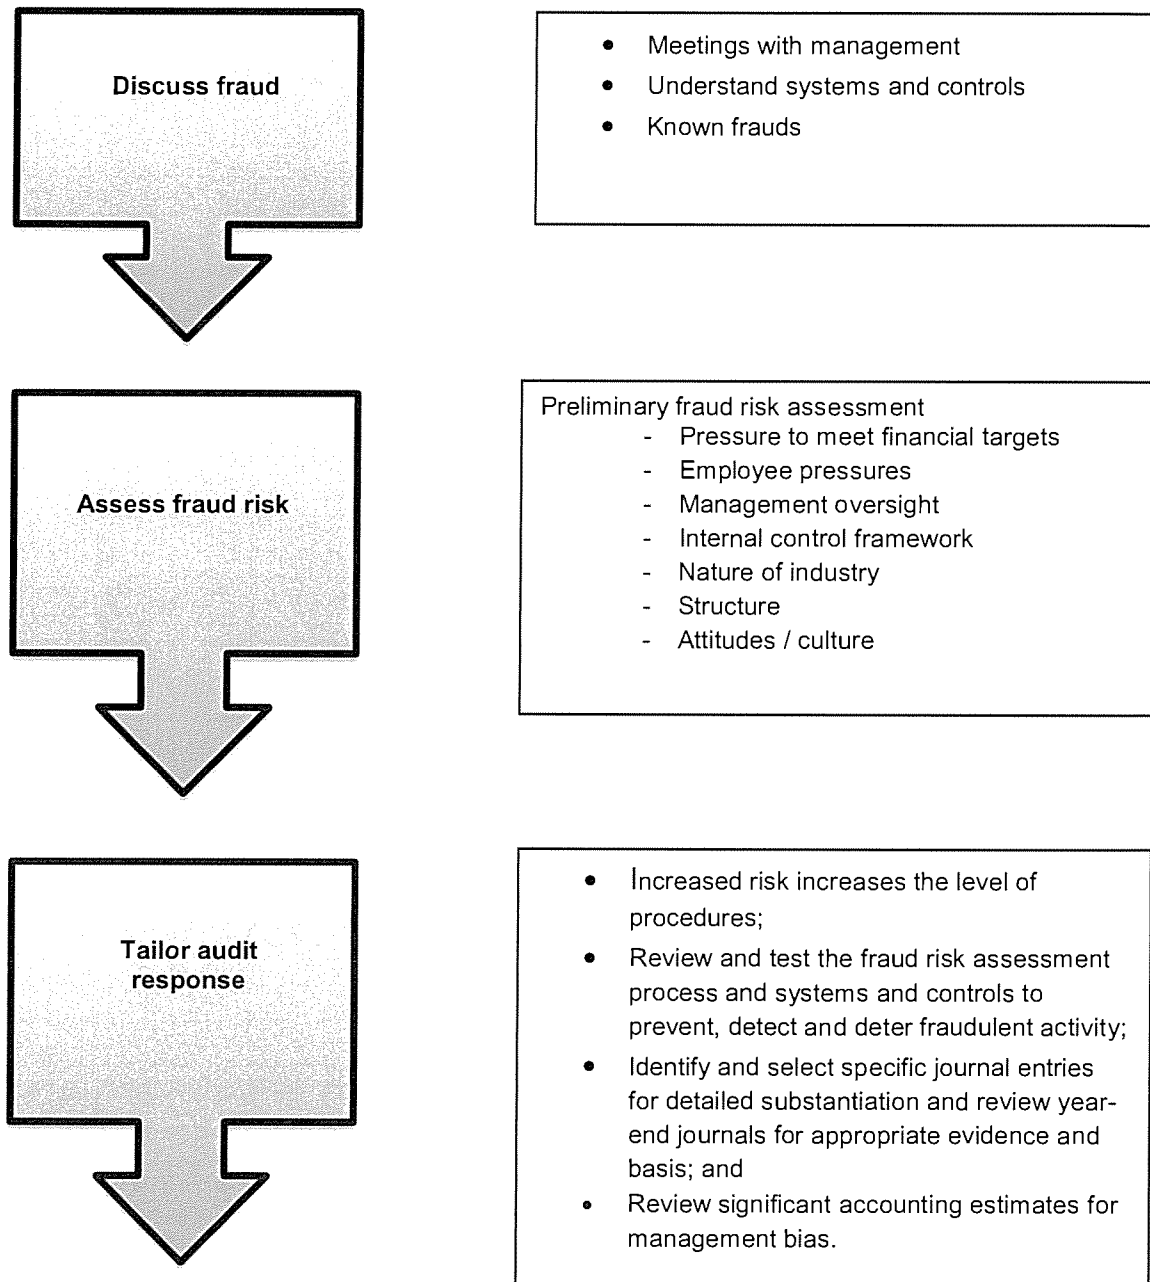 Discuss fraud
• Meetings with management
• Understand systems and controls
• Known frauds
Assess fraud risk
Preliminary fraud risk assessment
- Pressure to meet financial targets
- Employee pressures
- Management oversight
- Internal control framework
- Nature of industry
- Structure
- Attitudes / culture
Tailor audit
response
• Increased risk increases the level of
procedures;
• Review and test the fraud risk assessment
process and systems and controls to
prevent, detect and deter fraudulent activity;
• Identify and select specific journal entries
for detailed substantiation and review year-
end journals for appropriate evidence and
basis; and
• Review significant accounting estimates for
management bias.